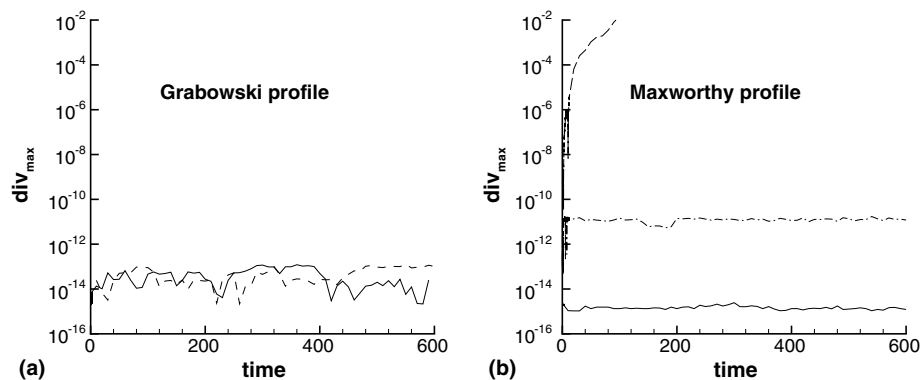 10⁻²
10⁻⁴
10⁻⁶
10⁻⁸
10⁻¹⁰
10⁻¹²
10⁻¹⁴
10⁻¹⁶
div_max
Grabowski profile
0 200 400 600
time
(a)
10⁻²
10⁻⁴
10⁻⁶
10⁻⁸
10⁻¹⁰
10⁻¹²
10⁻¹⁴
10⁻¹⁶
div_max
Maxworthy profile
0 200 400 600
time
(b)